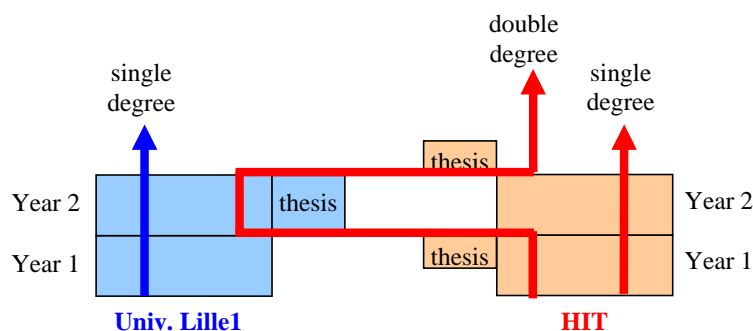 double
degree
single
degree
single
degree
thesis
Year 2
thesis
Year 2
Year 1
thesis
Year 1
Univ. Lille1
HIT